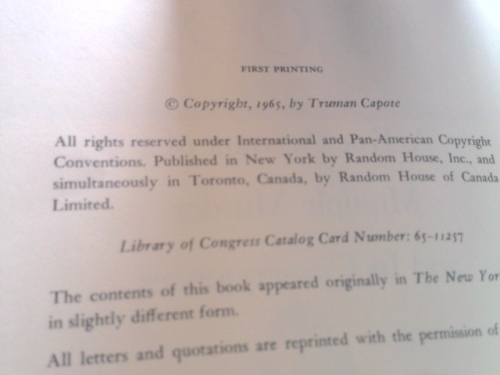 FIRST PRINTING
© Copyright, 1965, by Truman Capote
All rights reserved under International and Pan-American Copyright
Conventions. Published in New York by Random House, Inc., and
simultaneously in Toronto, Canada, by Random House of Canada
Limited.
Library of Congress Catalog Card Number: 65-11257
The contents of this book appeared originally in The New Yor
in slightly different form.
All letters and quotations are reprinted with the permission of